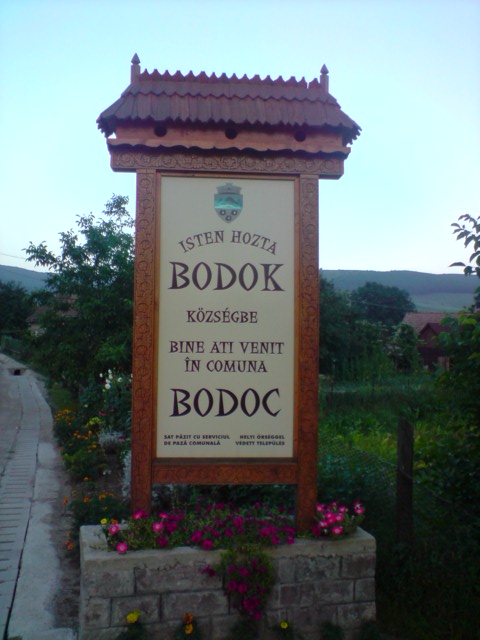 ISTEN HOZTA
BODOK
KÖZSÉGBE
BINE ATI VENIT
ÎN COMUNA
BODOC
SAT PĂZIT CU SERVICIUL
DE PAZĂ COMUNALĂ
HELYI ŐRSÉGGEL
VÉDETT TELEPÜLÉS